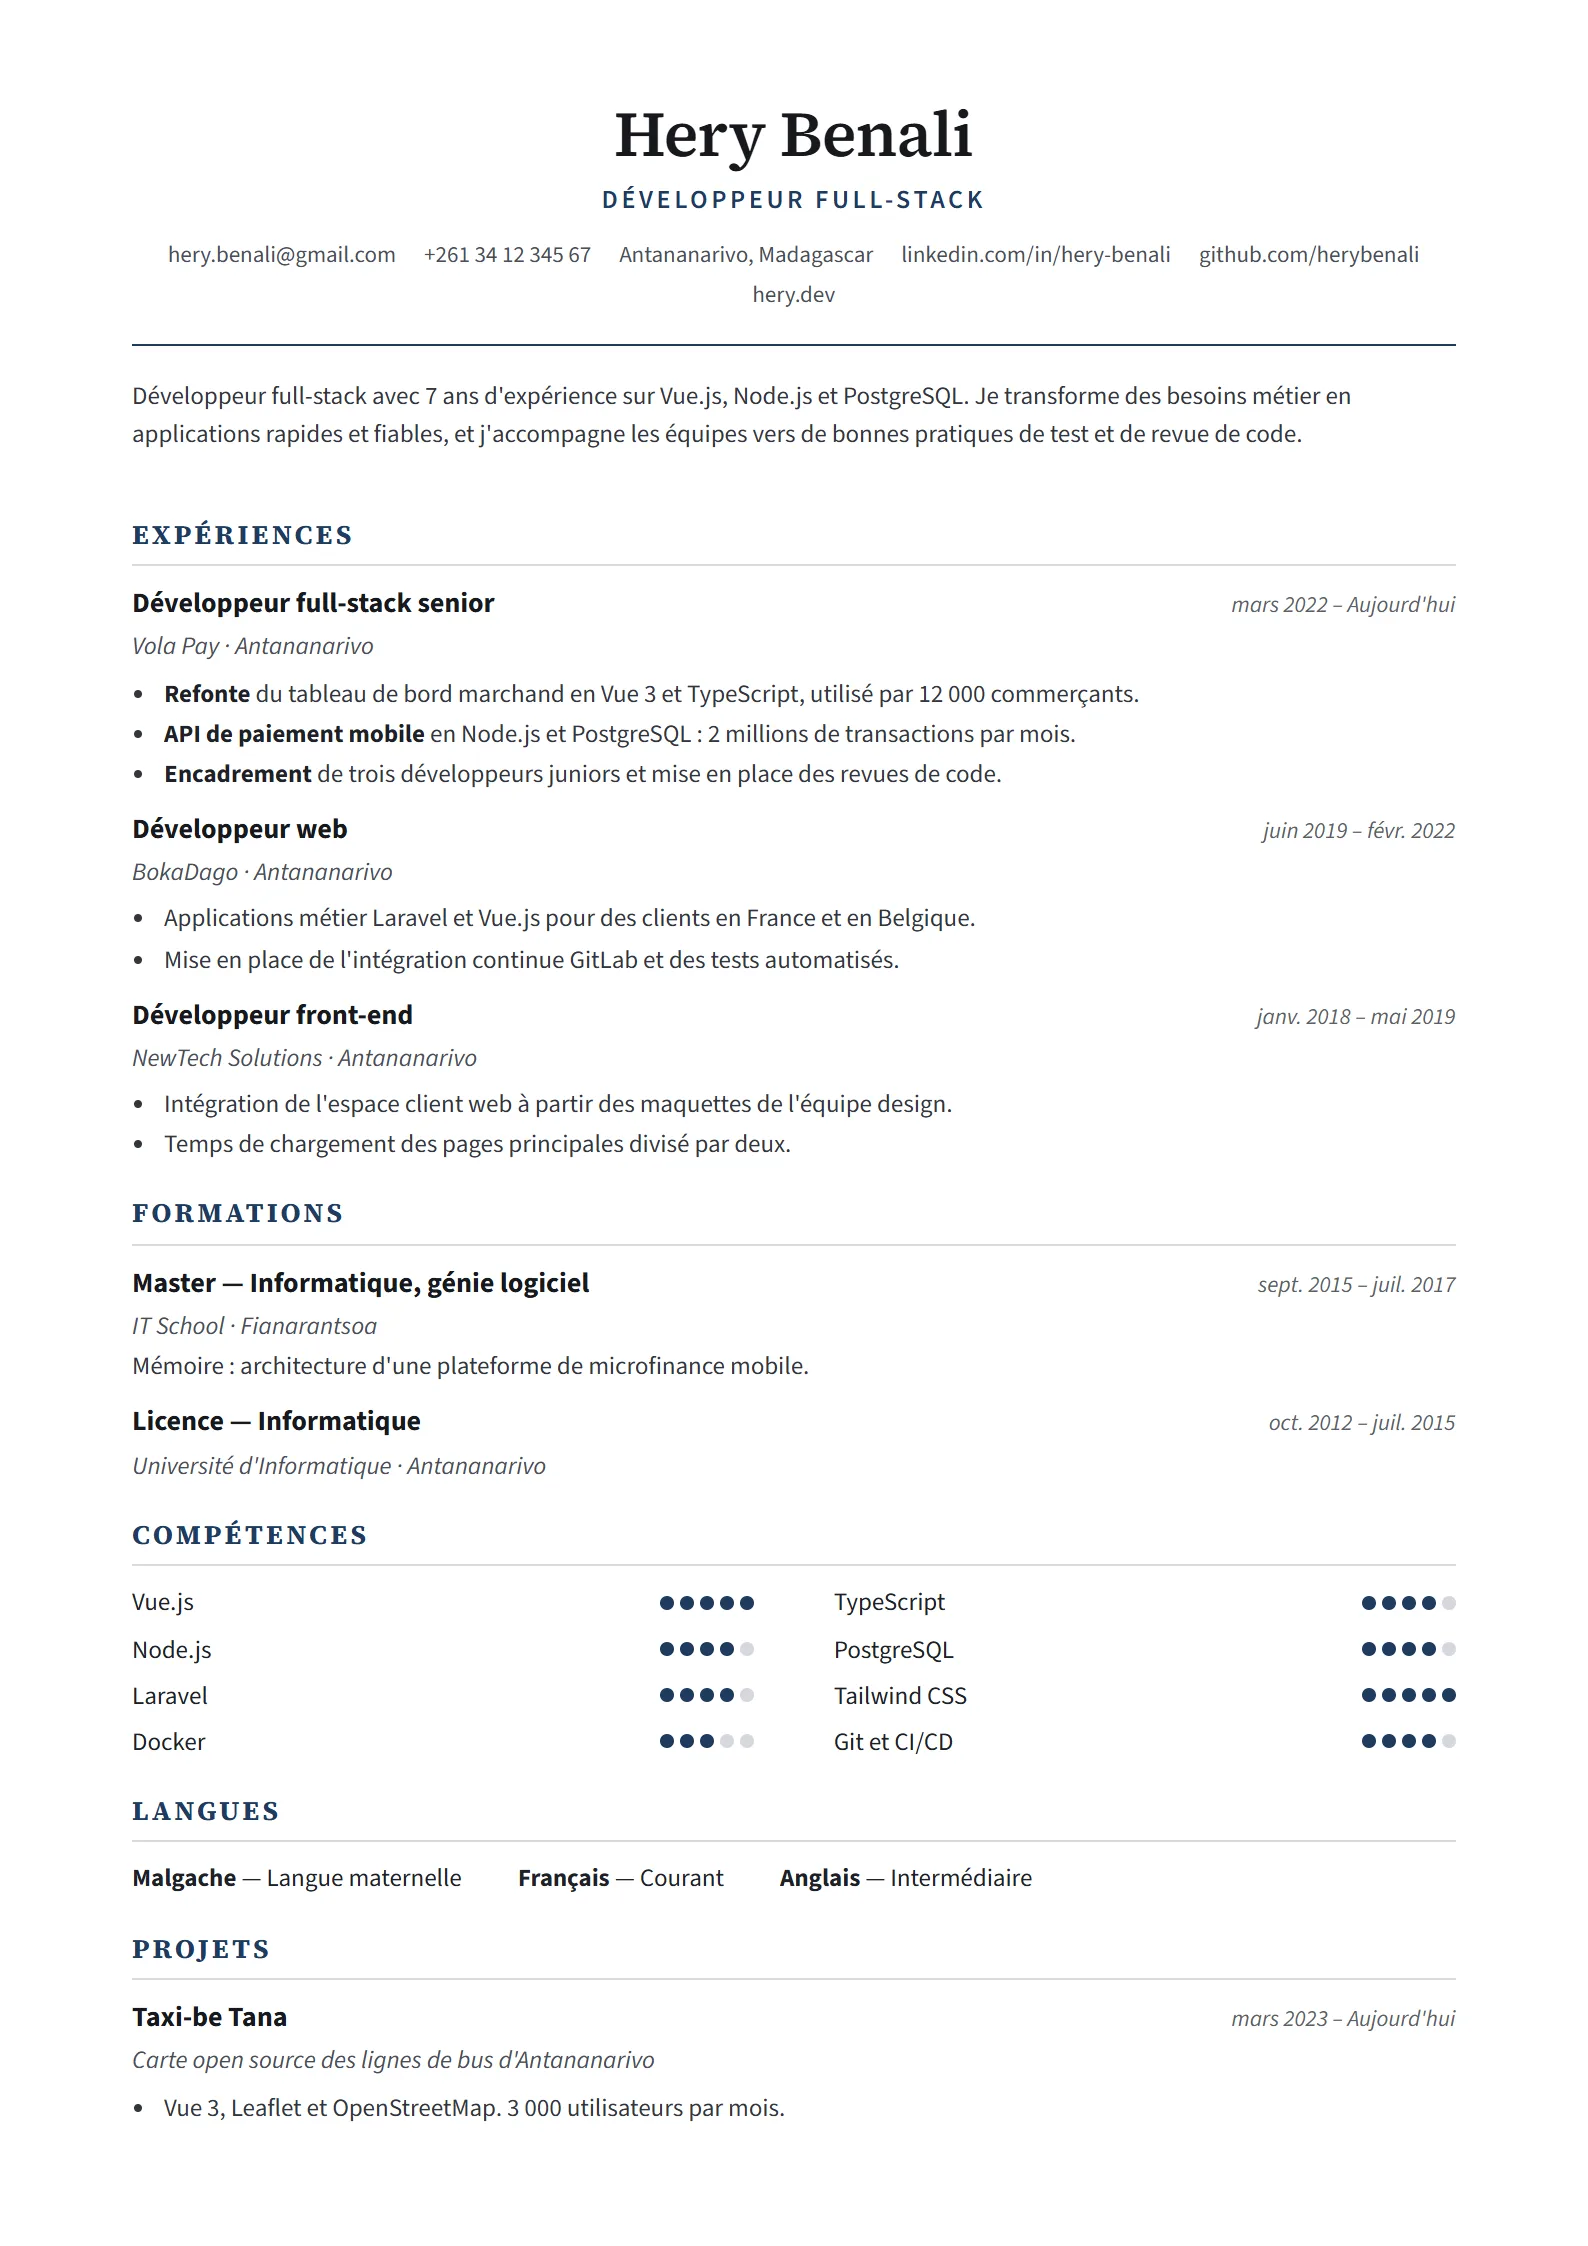 Hery Benali
DÉVELOPPEUR FULL-STACK
hery.benali@gmail.com +261 34 12 345 67 Antananarivo, Madagascar linkedin.com/in/hery-benali github.com/herybenali
hery.dev
Développeur full-stack avec 7 ans d'expérience sur Vue.js, Node.js et PostgreSQL. Je transforme des besoins métier en
applications rapides et fiables, et j'accompagne les équipes vers de bonnes pratiques de test et de revue de code.
EXPÉRIENCES
Développeur full-stack senior mars 2022 – Aujourd'hui
Vola Pay · Antananarivo
• Refonte du tableau de bord marchand en Vue 3 et TypeScript, utilisé par 12 000 commerçants.
• API de paiement mobile en Node.js et PostgreSQL : 2 millions de transactions par mois.
• Encadrement de trois développeurs juniors et mise en place des revues de code.
Développeur web juin 2019 – févr. 2022
BokaDago · Antananarivo
• Applications métier Laravel et Vue.js pour des clients en France et en Belgique.
• Mise en place de l'intégration continue GitLab et des tests automatisés.
Développeur front-end janv. 2018 – mai 2019
NewTech Solutions · Antananarivo
• Intégration de l'espace client web à partir des maquettes de l'équipe design.
• Temps de chargement des pages principales divisé par deux.
FORMATIONS
Master — Informatique, génie logiciel sept. 2015 – juil. 2017
IT School · Fianarantsoa
Mémoire : architecture d'une plateforme de microfinance mobile.
Licence — Informatique oct. 2012 – juil. 2015
Université d'Informatique · Antananarivo
COMPÉTENCES
Vue.js TypeScript
Node.js PostgreSQL
Laravel Tailwind CSS
Docker Git et CI/CD
LANGUES
Malgache — Langue maternelle Français — Courant Anglais — Intermédiaire
PROJETS
Taxi-be Tana mars 2023 – Aujourd'hui
Carte open source des lignes de bus d'Antananarivo
• Vue 3, Leaflet et OpenStreetMap. 3 000 utilisateurs par mois.